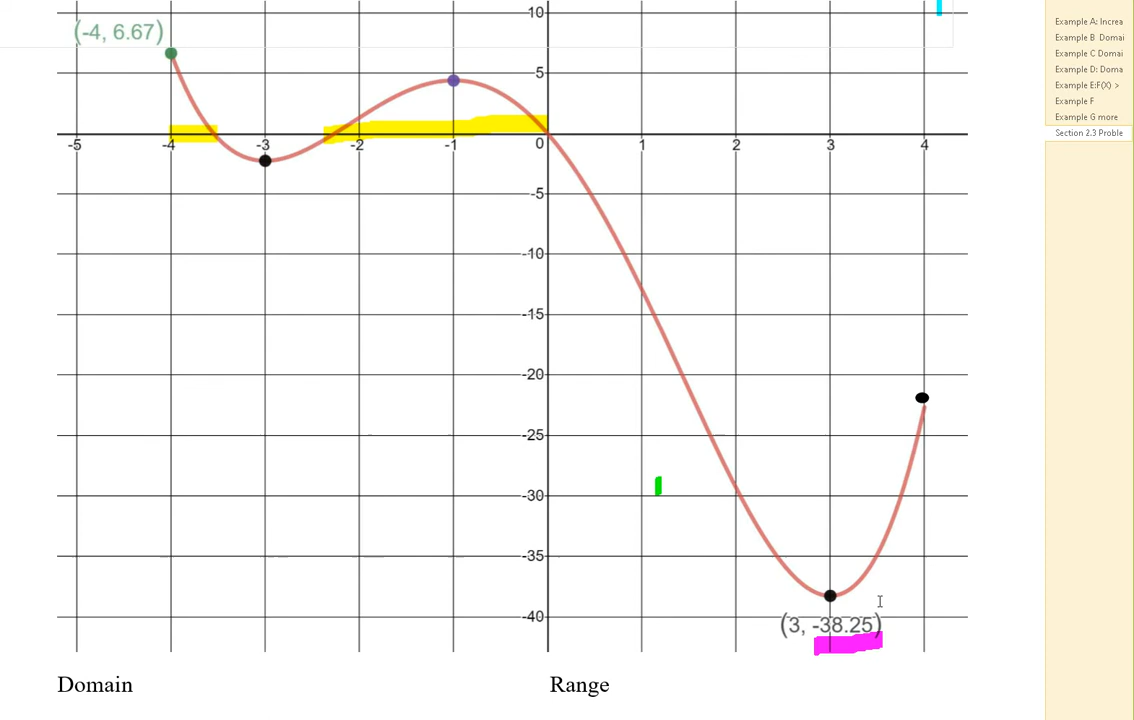 10
(-4, 6.67)
5
-5 -4 -3 -2 -1 0 1 2 3 4
-5
-10
-15
-20
-25
-30
-35
-40
(3, -38.25)
Domain Range
Example A: Increa
Example B Domai
Example C Domai
Example D: Doma
Example E:F(X) >
Example F
Example G more
Section 2.3 Proble